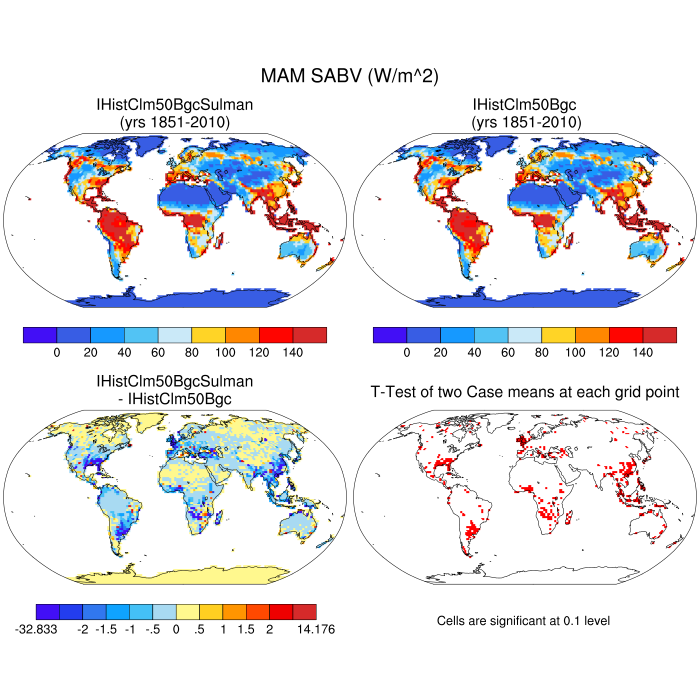 MAM SABV (W/m^2)
IHistClm50BgcSulman
(yrs 1851-2010)
IHistClm50Bgc
(yrs 1851-2010)
0 20 40 60 80 100 120 140
0 20 40 60 80 100 120 140
IHistClm50BgcSulman
- IHistClm50Bgc
T-Test of two Case means at each grid point
-32.833 -2 -1.5 -1 -.5 0 .5 1 1.5 2 14.176
Cells are significant at 0.1 level